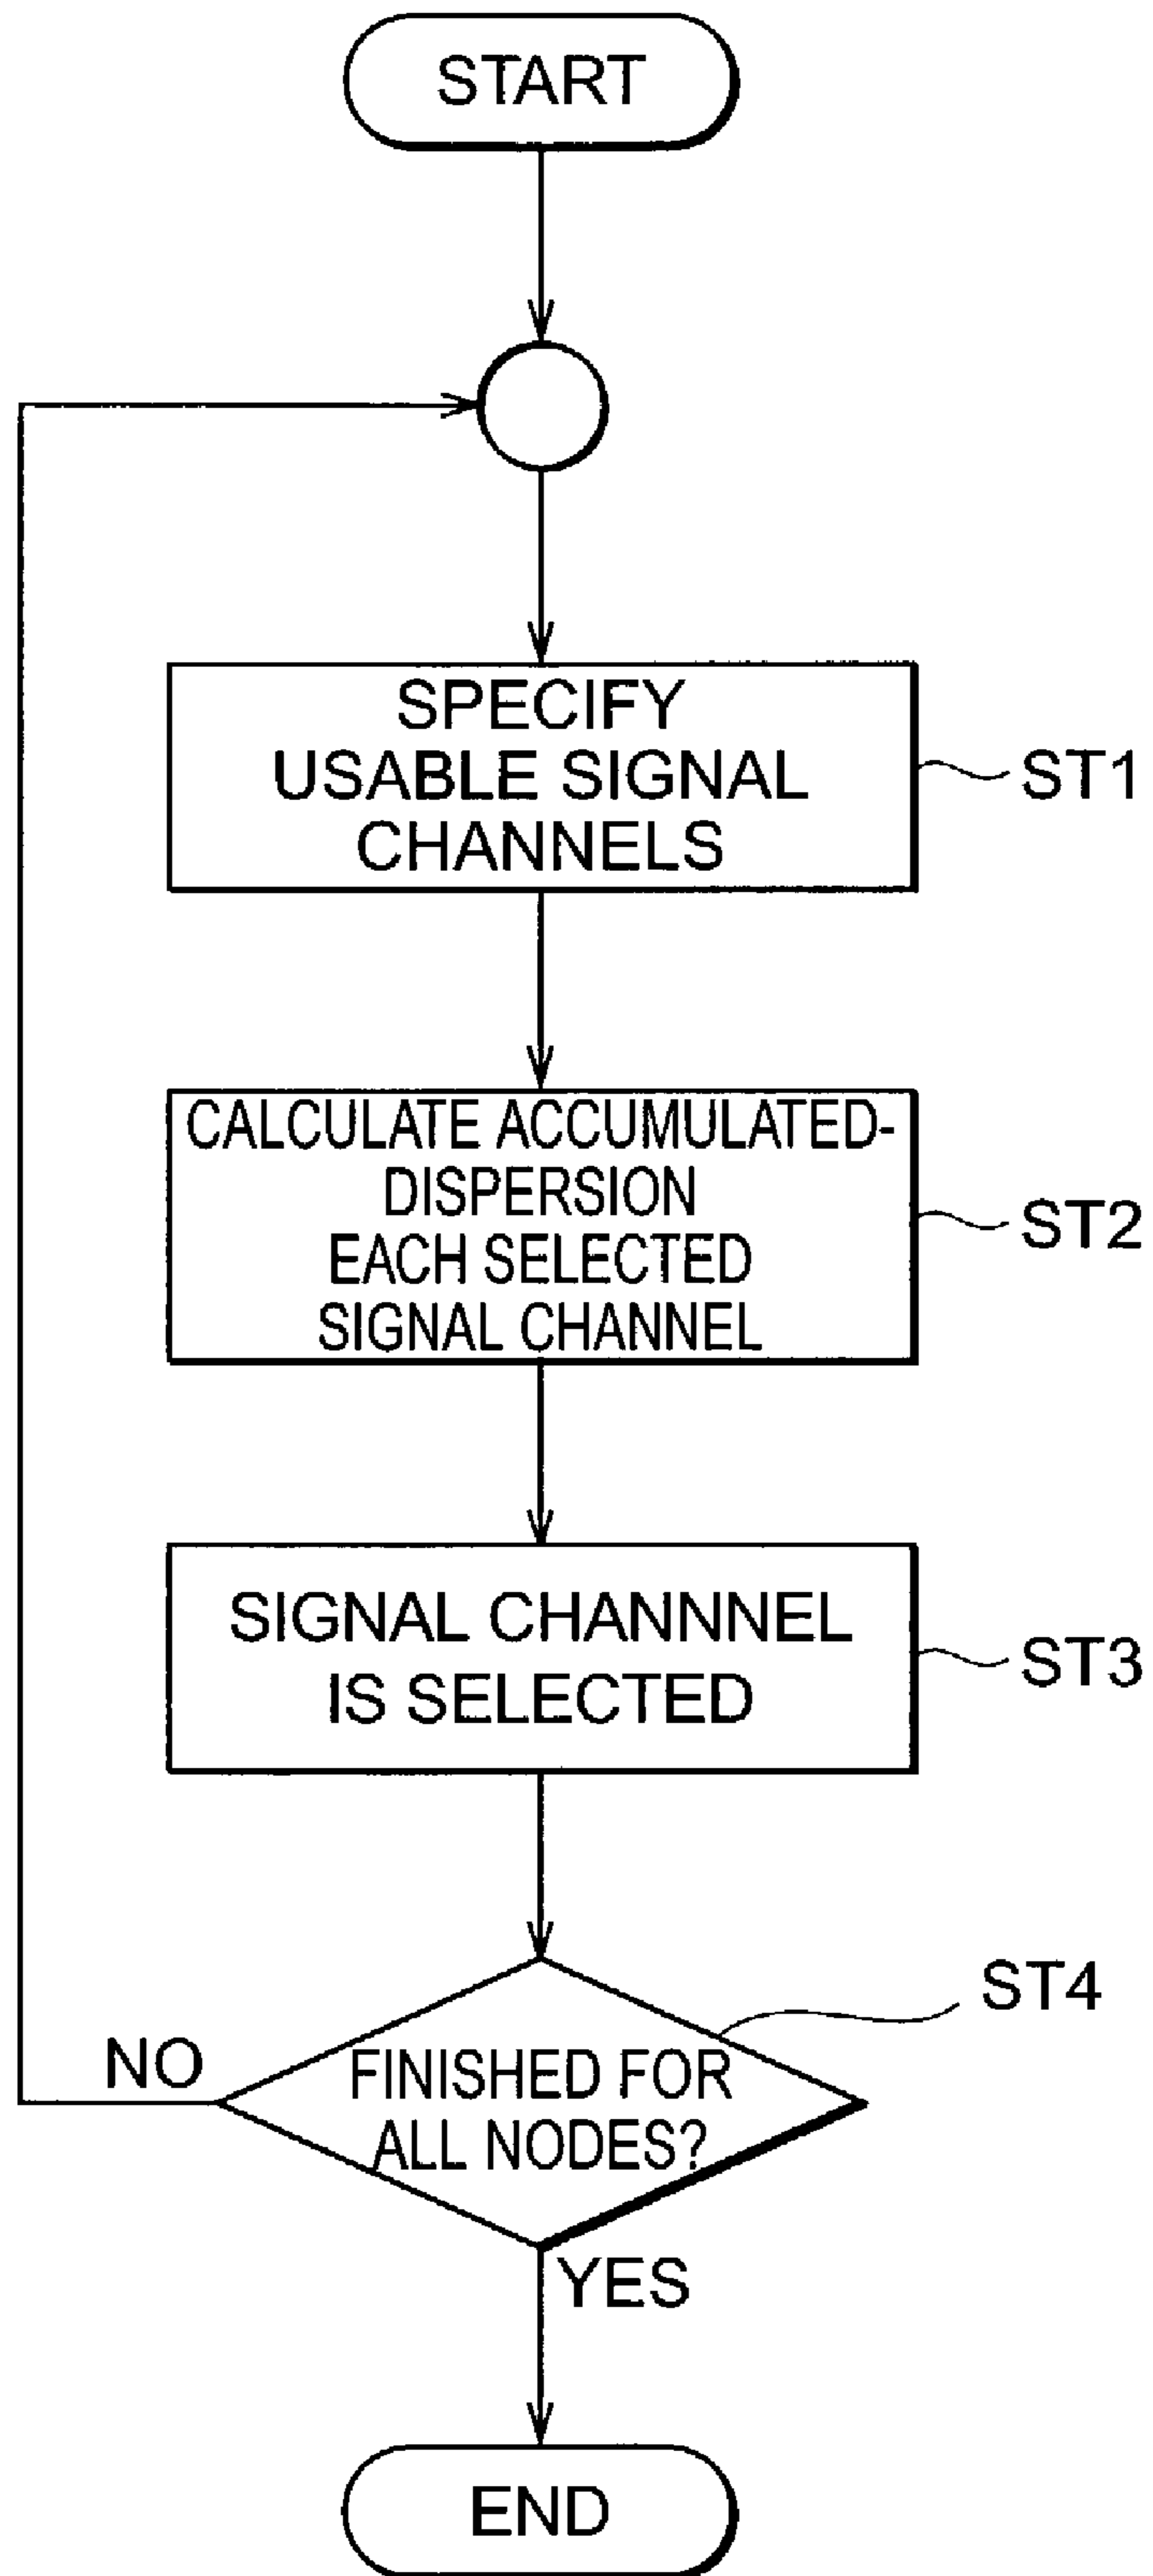 START
SPECIFY
USABLE SIGNAL
CHANNELS
ST1
CALCULATE ACCUMULATED-
DISPERSION
EACH SELECTED
SIGNAL CHANNEL
ST2
SIGNAL CHANNNEL
IS SELECTED
ST3
ST4
NO
FINISHED FOR
ALL NODES?
YES
END